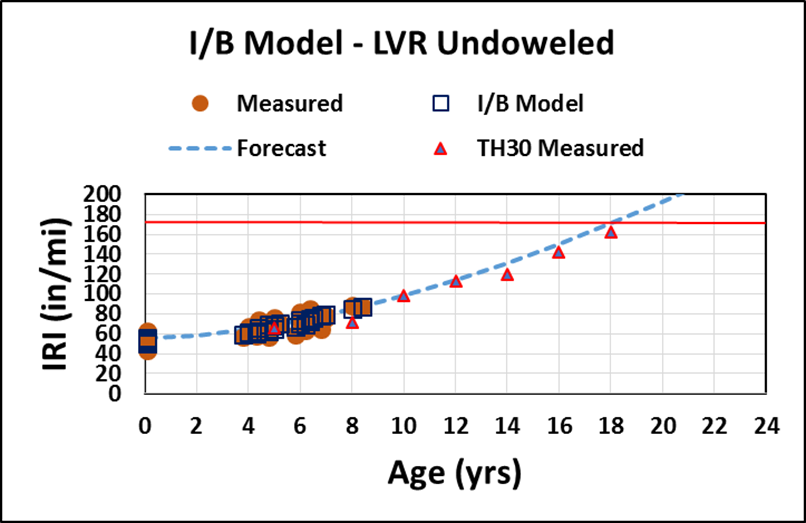 I/B Model - LVR Undoweled
Measured
I/B Model
Forecast
TH30 Measured
IRI (in/mi)
200
180
160
140
120
100
80
60
40
20
0
0 2 4 6 8 10 12 14 16 18 20 22 24
Age (yrs)